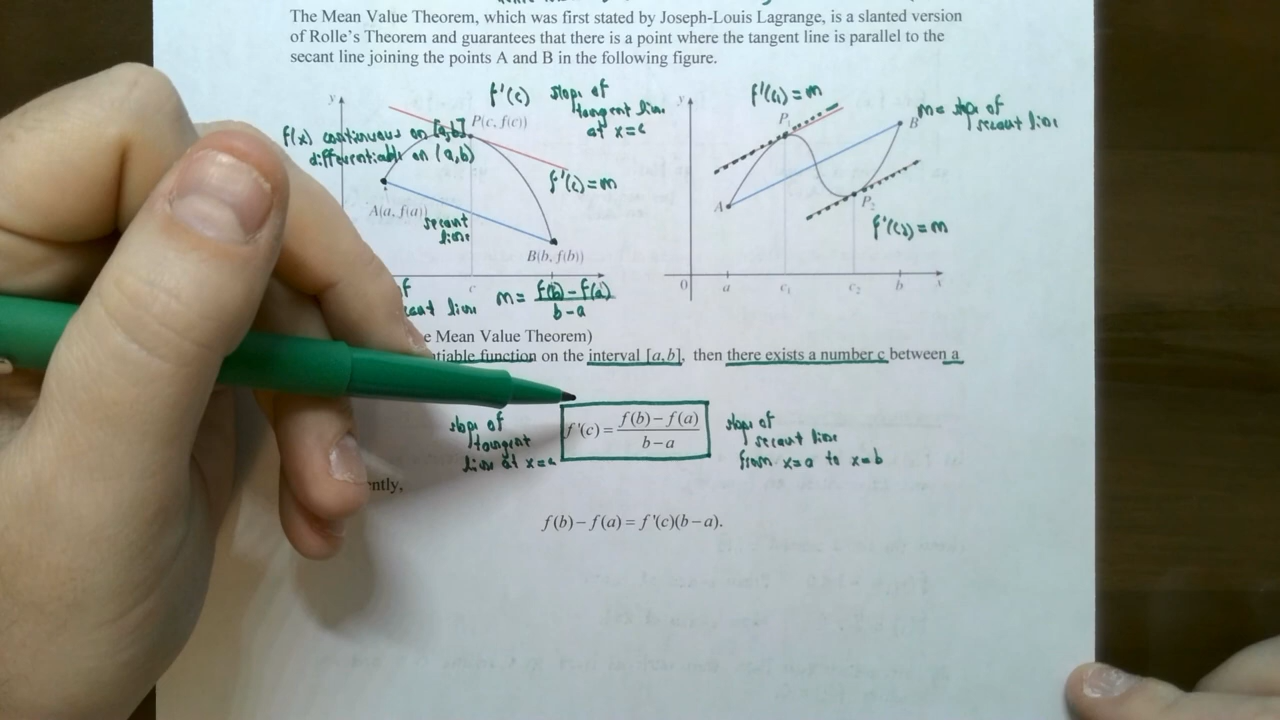 The Mean Value Theorem, which was first stated by Joseph-Louis Lagrange, is a slanted version
of Rolle's Theorem and guarantees that there is a point where the tangent line is parallel to the
secant line joining the points A and B in the following figure.
y
f'(c) slope of
tangent line
at x=c
f(x) continuous on [a,b]
differentiable on (a,b)
P(c, f(c))
f'(c)=m
A(a, f(a))
secant
line
B(b, f(b))
c
m= f(b)-f(a) / b-a
y
f'(c₁)=m
P₁
B
m= slope of
secant line
A
P₂
f'(c₂)=m
0 a c₁ c₂ b x
line
Mean Value Theorem)
function on the interval [a,b], then there exists a number c between a
slope of
tangent
line at x=c
f'(c) = f(b)-f(a) / b-a
slope of
secant line
from x=a to x=b
f(b)-f(a)=f'(c)(b-a).